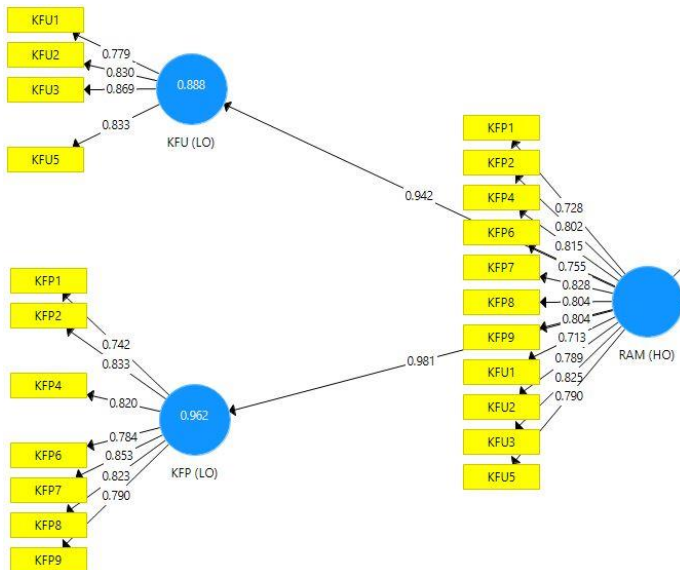 KFU1
KFU2
KFU3
KFU5
0.779
0.830
0.869
0.833
0.888
KFU (LO)
0.942
KFP1
KFP2
KFP4
KFP6
KFP7
KFP8
KFP9
0.742
0.833
0.820
0.784
0.853
0.823
0.790
0.962
KFP (LO)
0.981
KFP1
KFP2
KFP4
KFP6
KFP7
KFP8
KFP9
KFU1
KFU2
KFU3
KFU5
0.728
0.802
0.815
0.755
0.828
0.804
0.804
0.713
0.789
0.825
0.790
RAM (HO)